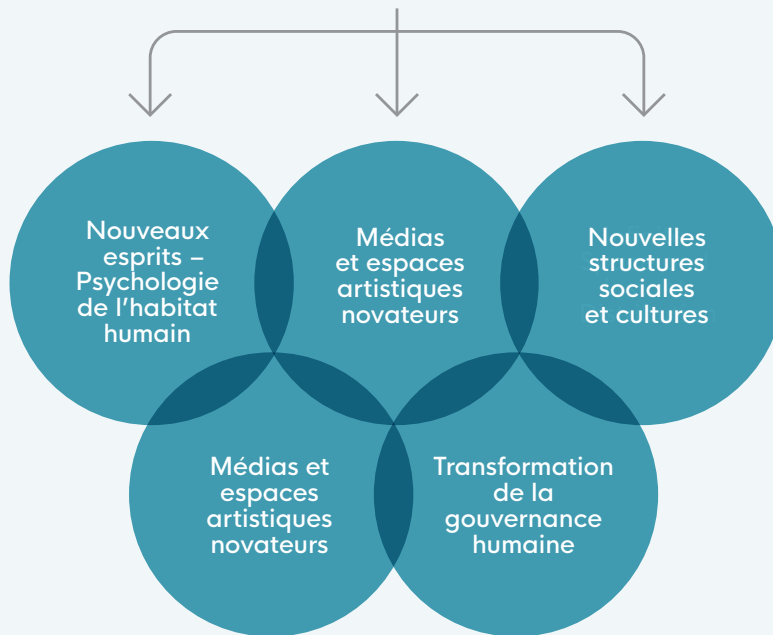 Nouveaux
esprits –
Psychologie
de l'habitat
humain
Médias
et espaces
artistiques
novateurs
Nouvelles
structures
sociales
et cultures
Médias et
espaces
artistiques
novateurs
Transformation
de la
gouvernance
humaine